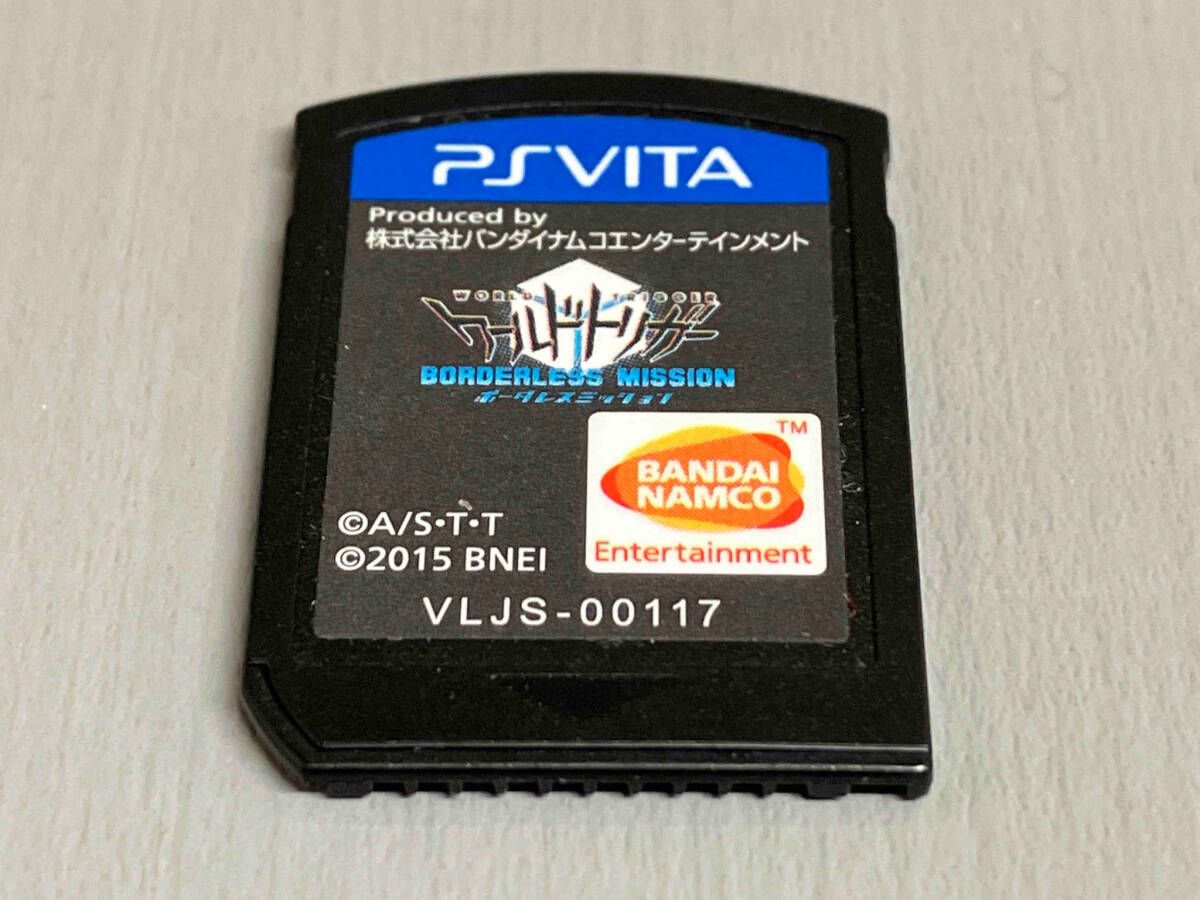 PSVITA
Produced by
株式会社バンダイナムコエンターテインメント
WORLD TRIGGER
ワールドトリガー
BORDERLESS MISSION
ボーダレスミッション
TM
BANDAI
NAMCO
Entertainment
©A/S・T・T
©2015 BNEI
VLJS-00117